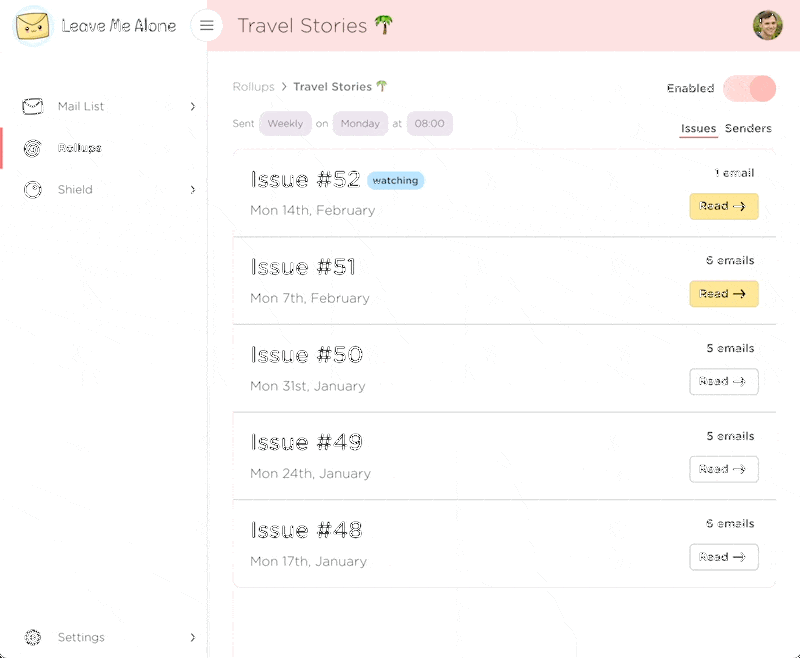 Leave Me Alone
Travel Stories 🌴
Mail List
Rollups
Shield
Settings
Rollups > Travel Stories 🌴
Enabled
Sent Weekly on Monday at 08:00
Issues Senders
Issue #52 watching
1 email
Mon 14th, February
Read →
Issue #51
6 emails
Mon 7th, February
Read →
Issue #50
5 emails
Mon 31st, January
Read →
Issue #49
5 emails
Mon 24th, January
Read →
Issue #48
6 emails
Mon 17th, January
Read →